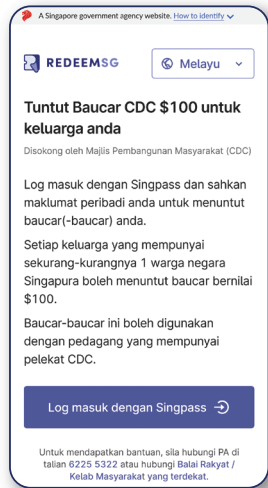 A Singapore government agency website. How to identify
REDEEMSG
Melayu
Tuntut Baucar CDC $100 untuk
keluarga anda
Disokong oleh Majlis Pembangunan Masyarakat (CDC)
Log masuk dengan Singpass dan sahkan
maklumat peribadi anda untuk menuntut
baucar(-baucar) anda.
Setiap keluarga yang mempunyai
sekurang-kurangnya 1 warga negara
Singapura boleh menuntut baucar bernilai
$100.
Baucar-baucar ini boleh digunakan
dengan pedagang yang mempunyai
pelekat CDC.
Log masuk dengan Singpass
Untuk mendapatkan bantuan, sila hubungi PA di
talian 6225 5322 atau hubungi Balai Rakyat /
Kelab Masyarakat yang terdekat.